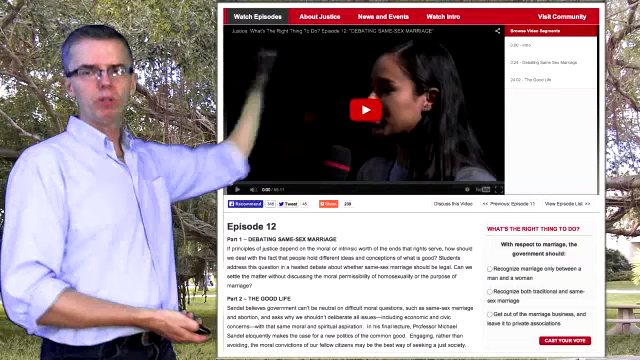 Watch Episodes About Justice News and Events Watch Intro Visit Community
Justice: What's The Right Thing To Do? Episode 12: "DEBATING SAME-SEX MARRIAGE"
Browse Video Segments
0:00 - Intro
0:24 - Debating Same Sex Marriage
24:02 - The Good Life
0:00 / 55:11
Recommend 348 Tweet 45 Share 239 Discuss this Video << Previous: Episode 11 View Episode List
Episode 12
Part 1 – DEBATING SAME-SEX MARRIAGE
If principles of justice depend on the moral or intrinsic worth of the ends that rights serve, how should
we deal with the fact that people hold different ideas and conceptions of what is good? Students
address this question in a heated debate about whether same-sex marriage should be legal. Can we
settle the matter without discussing the moral permissibility of homosexuality or the purpose of
marriage?
Part 2 – THE GOOD LIFE
Sandel believes government can't be neutral on difficult moral questions, such as same-sex marriage
and abortion, and asks why we shouldn't deliberate all issues—including economic and civic
concerns—with that same moral and spiritual aspiration. In his final lecture, Professor Michael
Sandel eloquently makes the case for a new politics of the common good. Engaging, rather than
avoiding, the moral convictions of our fellow citizens may be the best way of seeking a just society.
WHAT'S THE RIGHT THING TO DO?
With respect to marriage, the
government should:
Recognize marriage only between a
man and a woman
Recognize both traditional and same-
sex marriage
Get out of the marriage business, and
leave it to private associations.
CAST YOUR VOTE